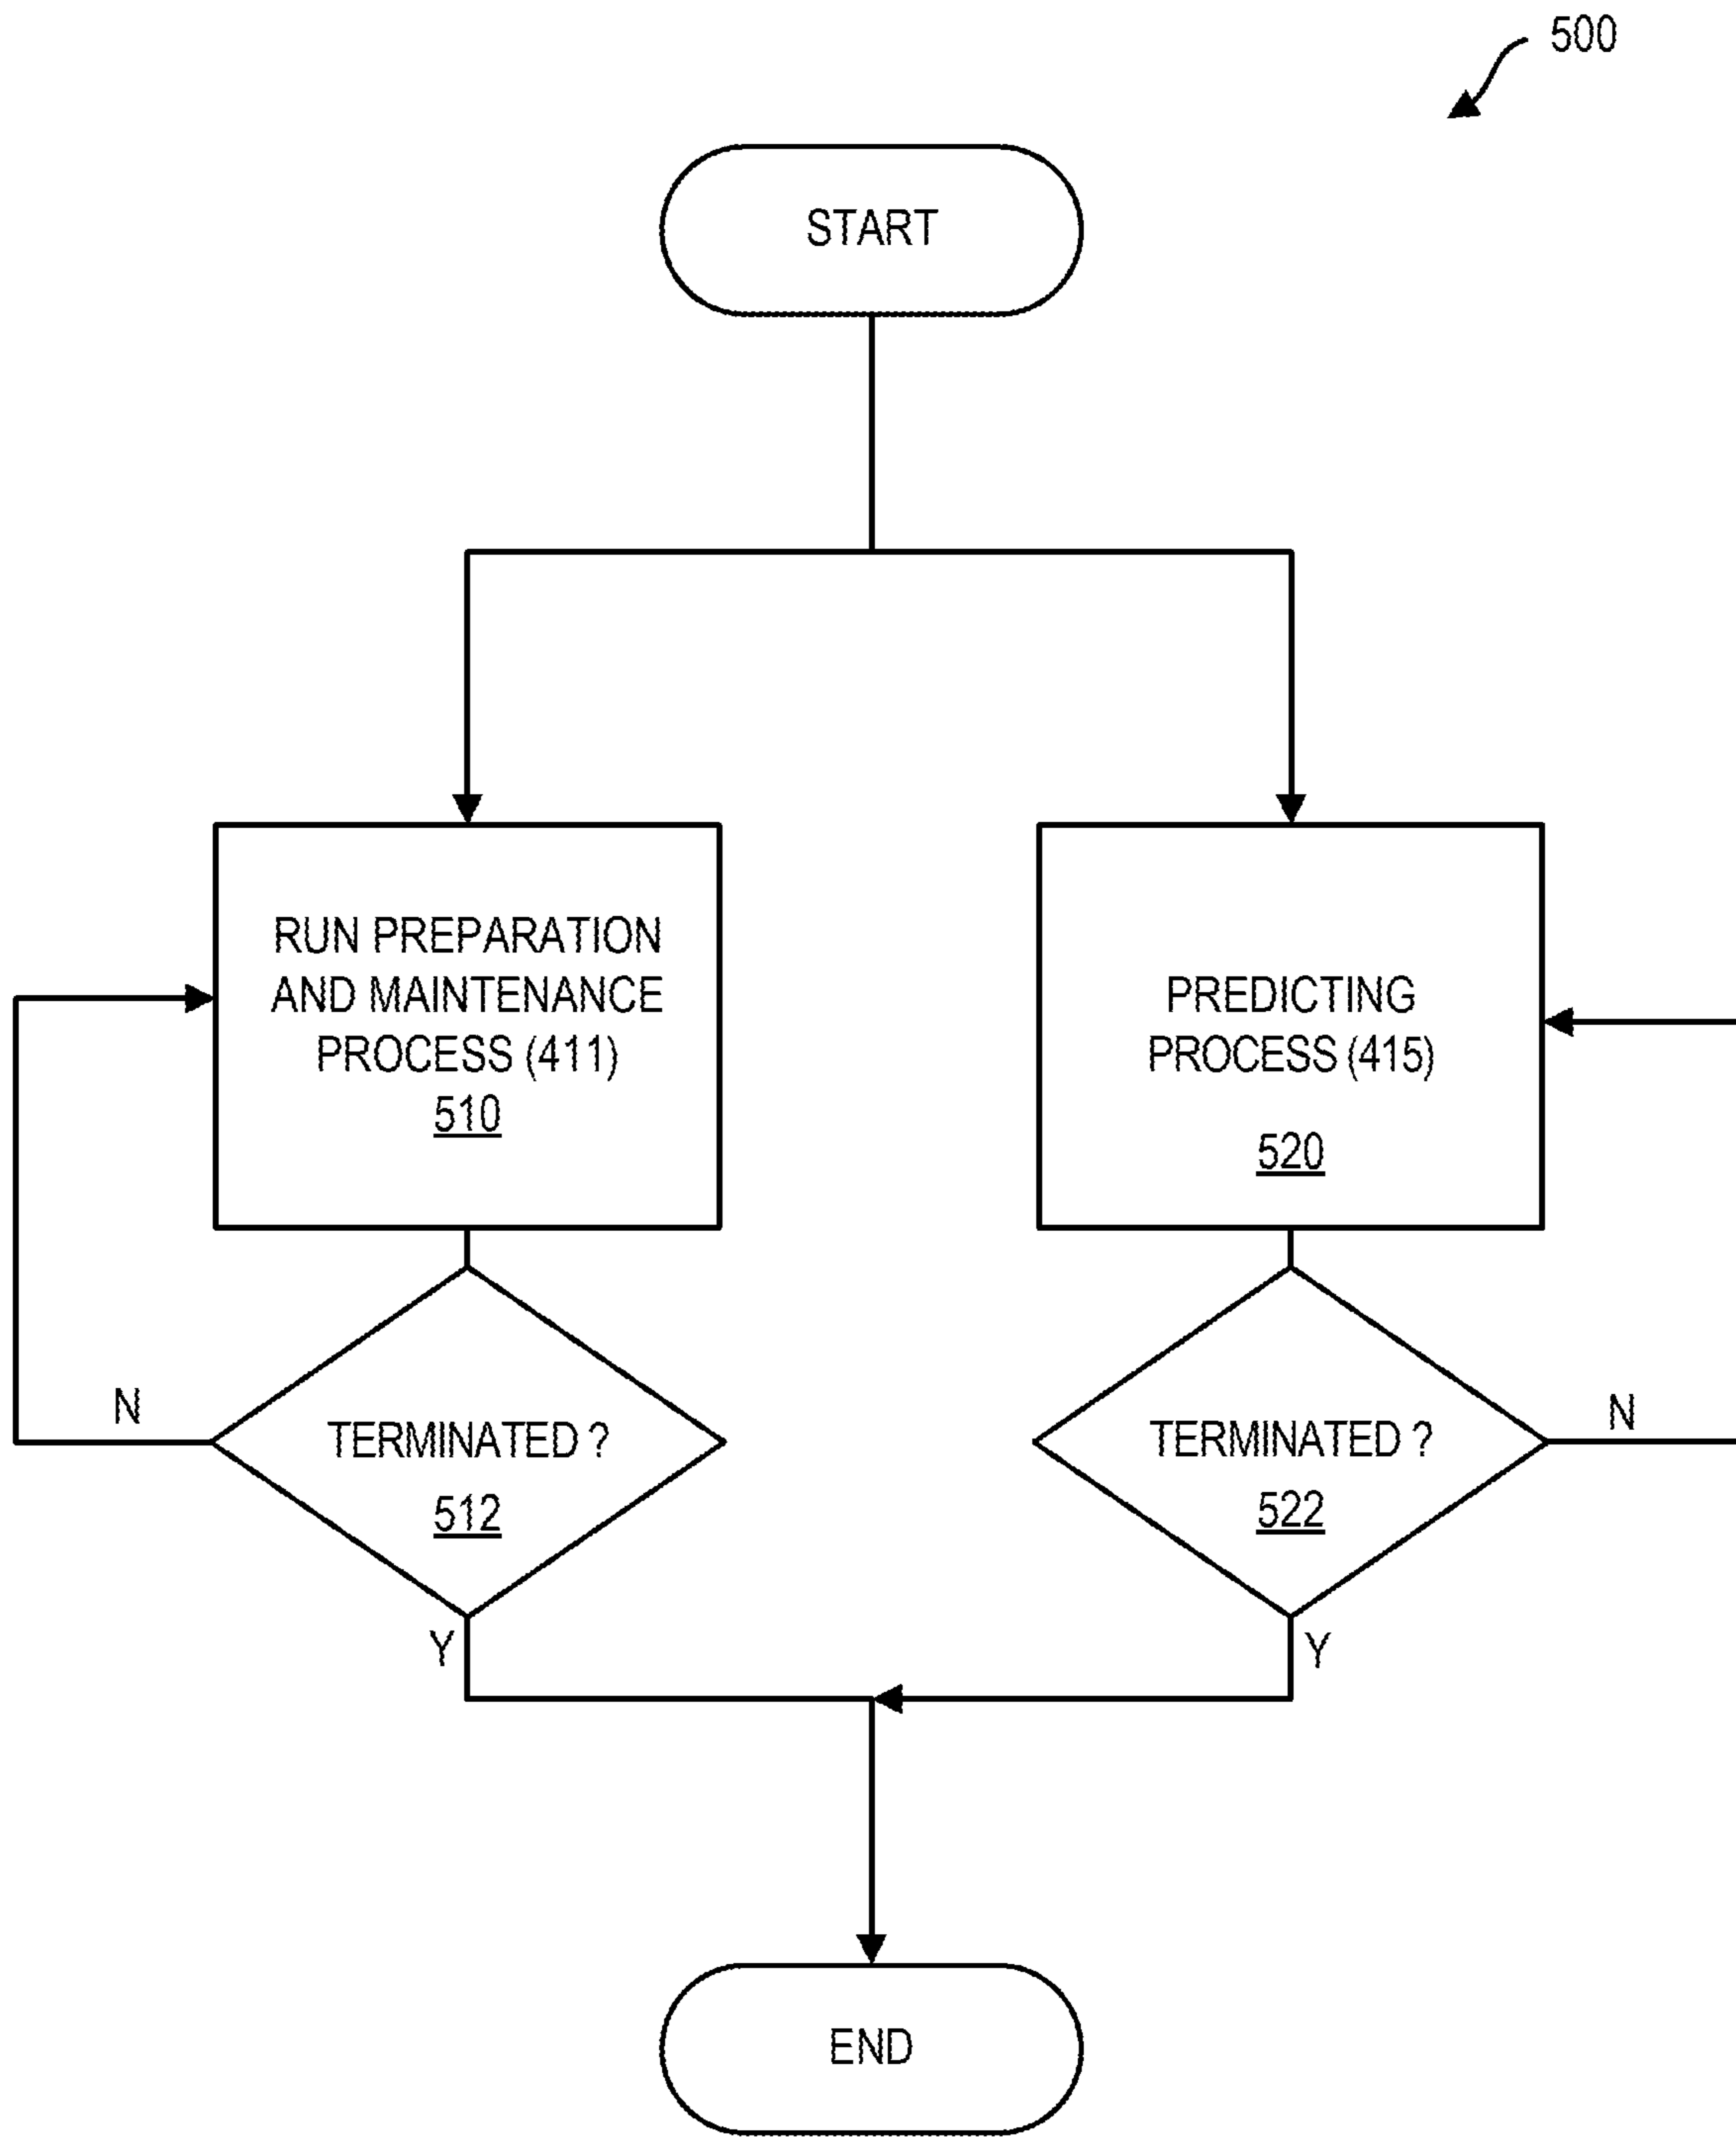 500
START
RUN PREPARATION
AND MAINTENANCE
PROCESS (411)
510
PREDICTING
PROCESS (415)
520
N
TERMINATED ?
512
Y
TERMINATED ?
522
N
Y
END